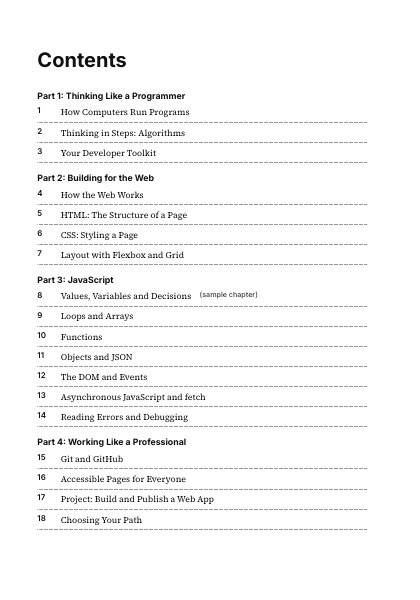 Contents
Part 1: Thinking Like a Programmer
1 How Computers Run Programs
2 Thinking in Steps: Algorithms
3 Your Developer Toolkit
Part 2: Building for the Web
4 How the Web Works
5 HTML: The Structure of a Page
6 CSS: Styling a Page
7 Layout with Flexbox and Grid
Part 3: JavaScript
8 Values, Variables and Decisions (sample chapter)
9 Loops and Arrays
10 Functions
11 Objects and JSON
12 The DOM and Events
13 Asynchronous JavaScript and fetch
14 Reading Errors and Debugging
Part 4: Working Like a Professional
15 Git and GitHub
16 Accessible Pages for Everyone
17 Project: Build and Publish a Web App
18 Choosing Your Path